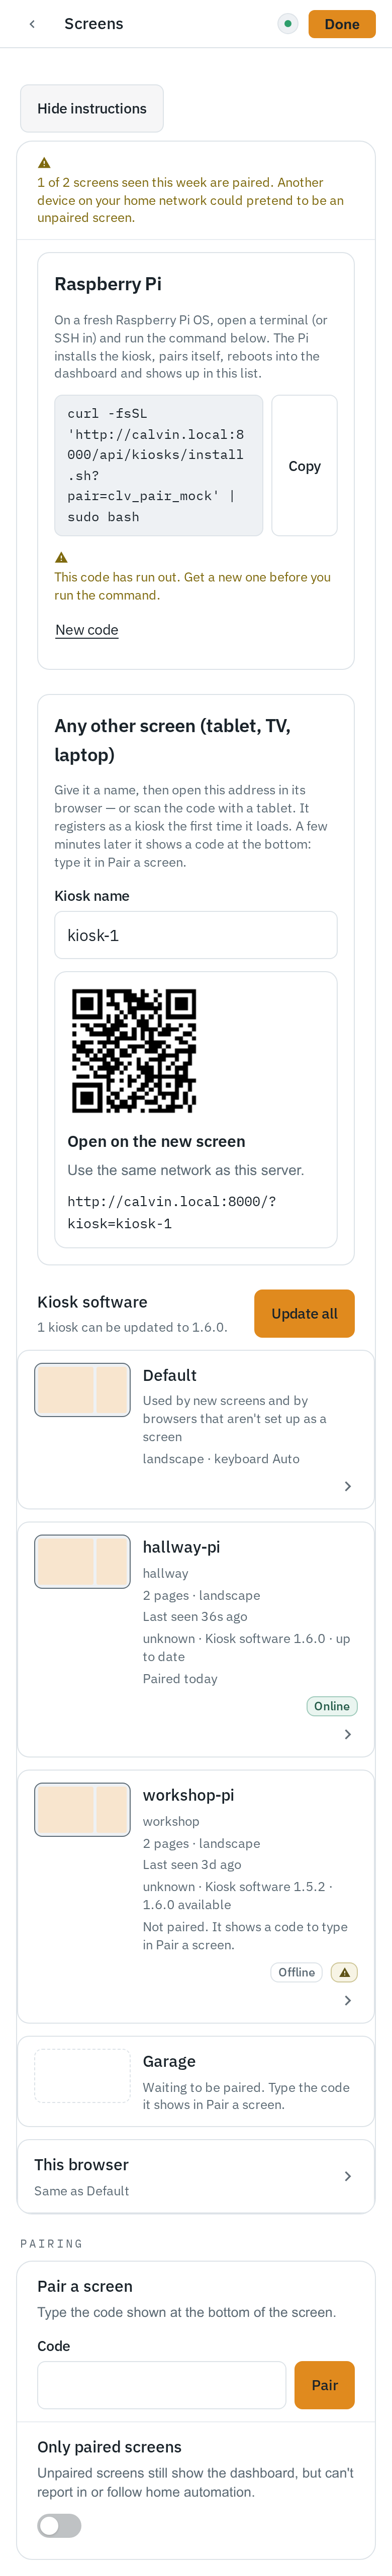 Screens
Done
Hide instructions
1 of 2 screens seen this week are paired. Another
device on your home network could pretend to be an
unpaired screen.
Raspberry Pi
On a fresh Raspberry Pi OS, open a terminal (or
SSH in) and run the command below. The Pi
installs the kiosk, pairs itself, reboots into the
dashboard and shows up in this list.
curl -fsSL
'http://calvin.local:8
000/api/kiosks/install
.sh?
pair=clv_pair_mock' |
sudo bash
Copy
This code has run out. Get a new one before you
run the command.
New code
Any other screen (tablet, TV,
laptop)
Give it a name, then open this address in its
browser — or scan the code with a tablet. It
registers as a kiosk the first time it loads. A few
minutes later it shows a code at the bottom:
type it in Pair a screen.
Kiosk name
kiosk-1
Open on the new screen
Use the same network as this server.
http://calvin.local:8000/?
kiosk=kiosk-1
Kiosk software
1 kiosk can be updated to 1.6.0.
Update all
Default
Used by new screens and by
browsers that aren't set up as a
screen
landscape · keyboard Auto
hallway-pi
hallway
2 pages · landscape
Last seen 36s ago
unknown · Kiosk software 1.6.0 · up
to date
Paired today
Online
workshop-pi
workshop
2 pages · landscape
Last seen 3d ago
unknown · Kiosk software 1.5.2 ·
1.6.0 available
Not paired. It shows a code to type
in Pair a screen.
Offline
Garage
Waiting to be paired. Type the code
it shows in Pair a screen.
This browser
Same as Default
PAIRING
Pair a screen
Type the code shown at the bottom of the screen.
Code
Pair
Only paired screens
Unpaired screens still show the dashboard, but can't
report in or follow home automation.